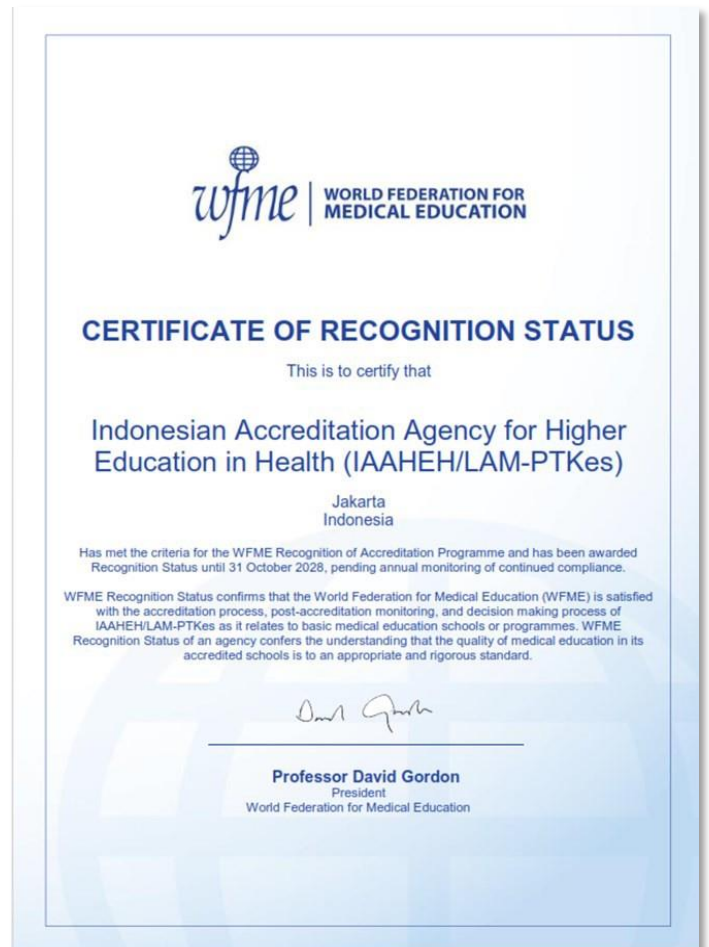 wfme
WORLD FEDERATION FOR
MEDICAL EDUCATION
CERTIFICATE OF RECOGNITION STATUS
This is to certify that
Indonesian Accreditation Agency for Higher
Education in Health (IAAHEH/LAM-PTKes)
Jakarta
Indonesia
Has met the criteria for the WFME Recognition of Accreditation Programme and has been awarded
Recognition Status until 31 October 2028, pending annual monitoring of continued compliance.
WFME Recognition Status confirms that the World Federation for Medical Education (WFME) is satisfied
with the accreditation process, post-accreditation monitoring, and decision making process of
IAAHEH/LAM-PTKes as it relates to basic medical education schools or programmes. WFME
Recognition Status of an agency confers the understanding that the quality of medical education in its
accredited schools is to an appropriate and rigorous standard.
Professor David Gordon
President
World Federation for Medical Education